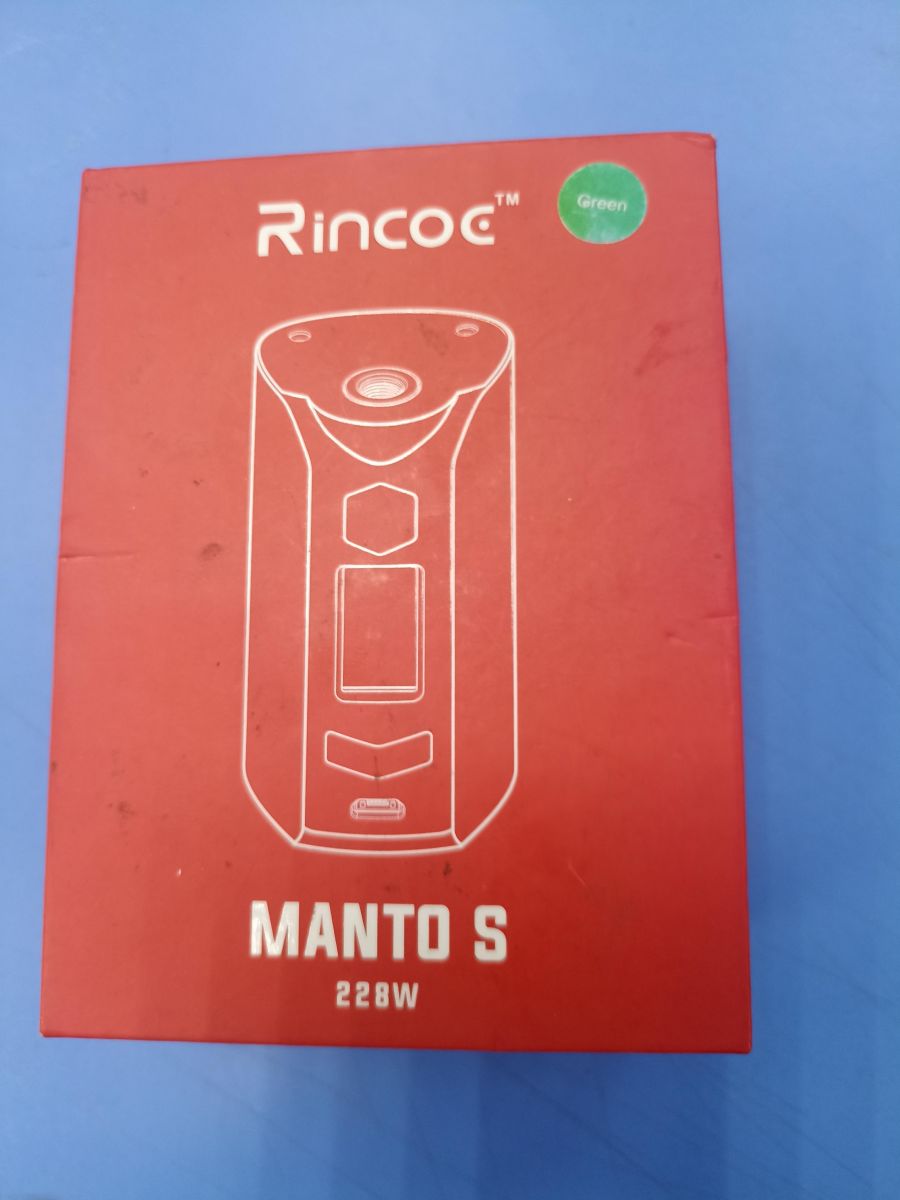 Rincoe™
Green
MANTO S
228W